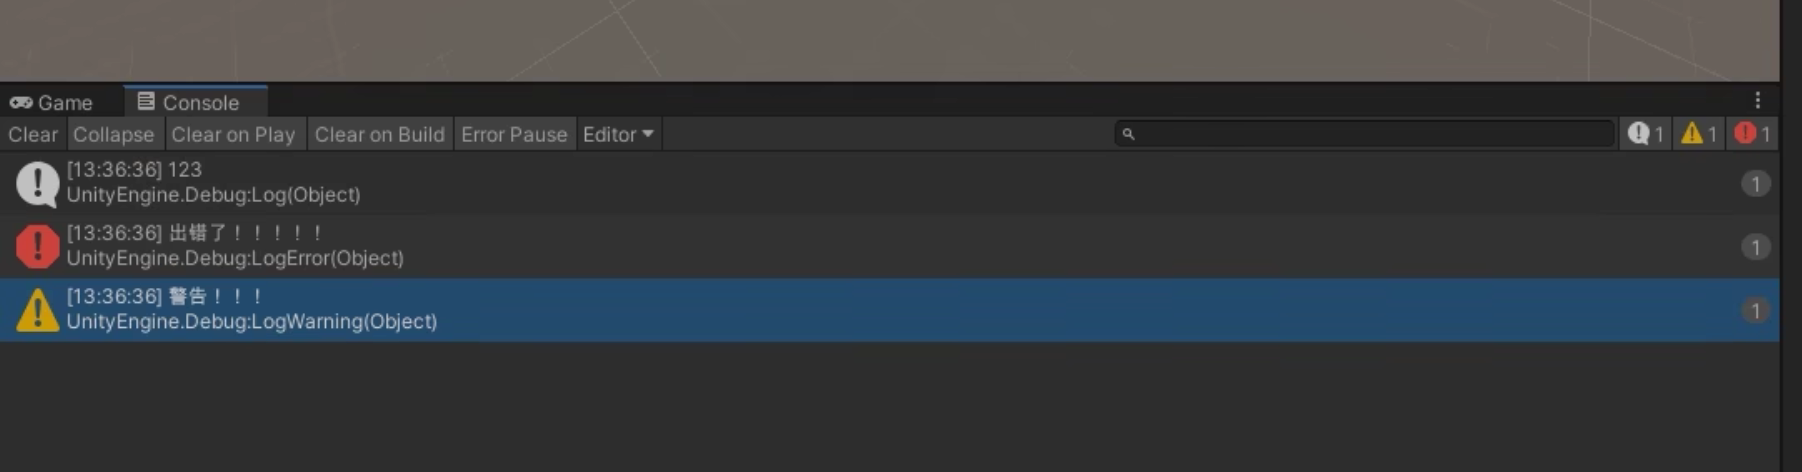 Game Console
Clear Collapse Clear on Play Clear on Build Error Pause Editor 1 1 1
[13:36:36] 123
UnityEngine.Debug:Log(Object)
1
[13:36:36] 出错了！！！！！
UnityEngine.Debug:LogError(Object)
1
[13:36:36] 警告！！！
UnityEngine.Debug:LogWarning(Object)
1